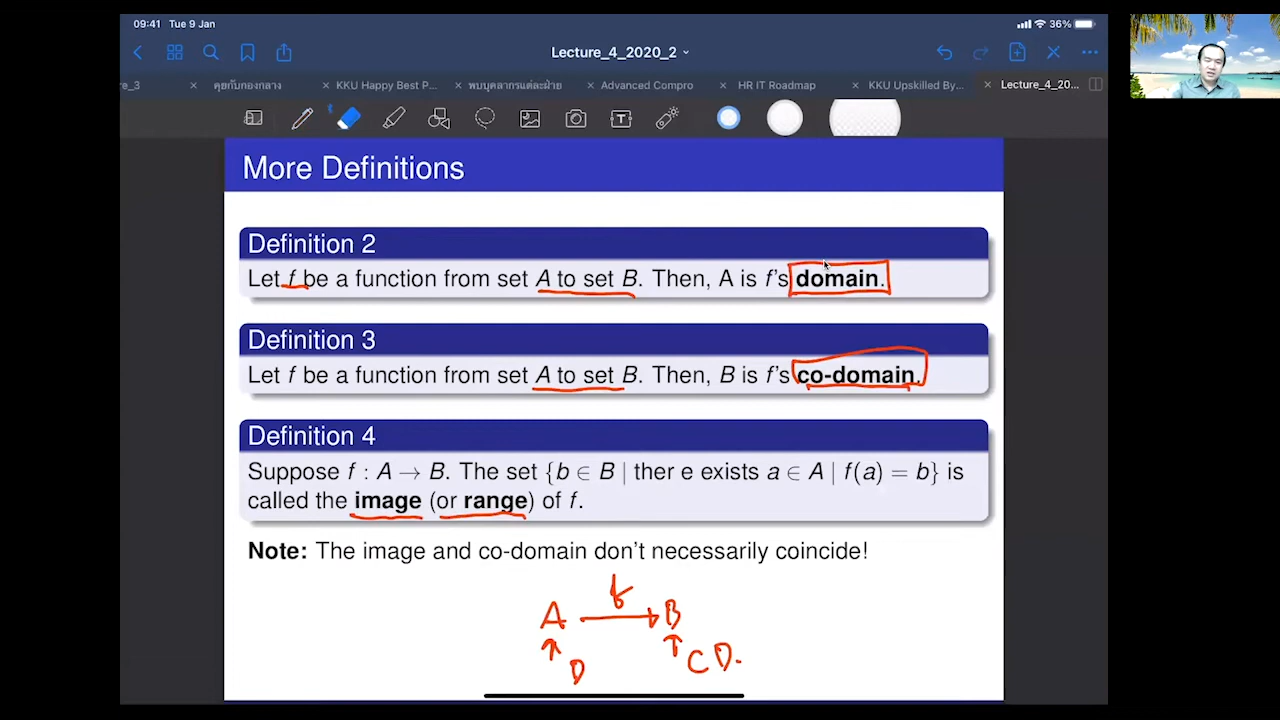 09:41 Tue 9 Jan
36%
Lecture_4_2020_2
re_3
คุยกับกองกลาง
KKU Happy Best P...
พบบุคลากรแต่ละฝ่าย
Advanced Compro
HR IT Roadmap
KKU Upskilled By...
Lecture_4_20...
More Definitions
Definition 2
Let f be a function from set A to set B. Then, A is f's domain.
Definition 3
Let f be a function from set A to set B. Then, B is f's co-domain.
Definition 4
Suppose f : A → B. The set {b ∈ B | ther e exists a ∈ A | f(a) = b} is
called the image (or range) of f.
Note: The image and co-domain don't necessarily coincide!
f
A → B
D
CD.